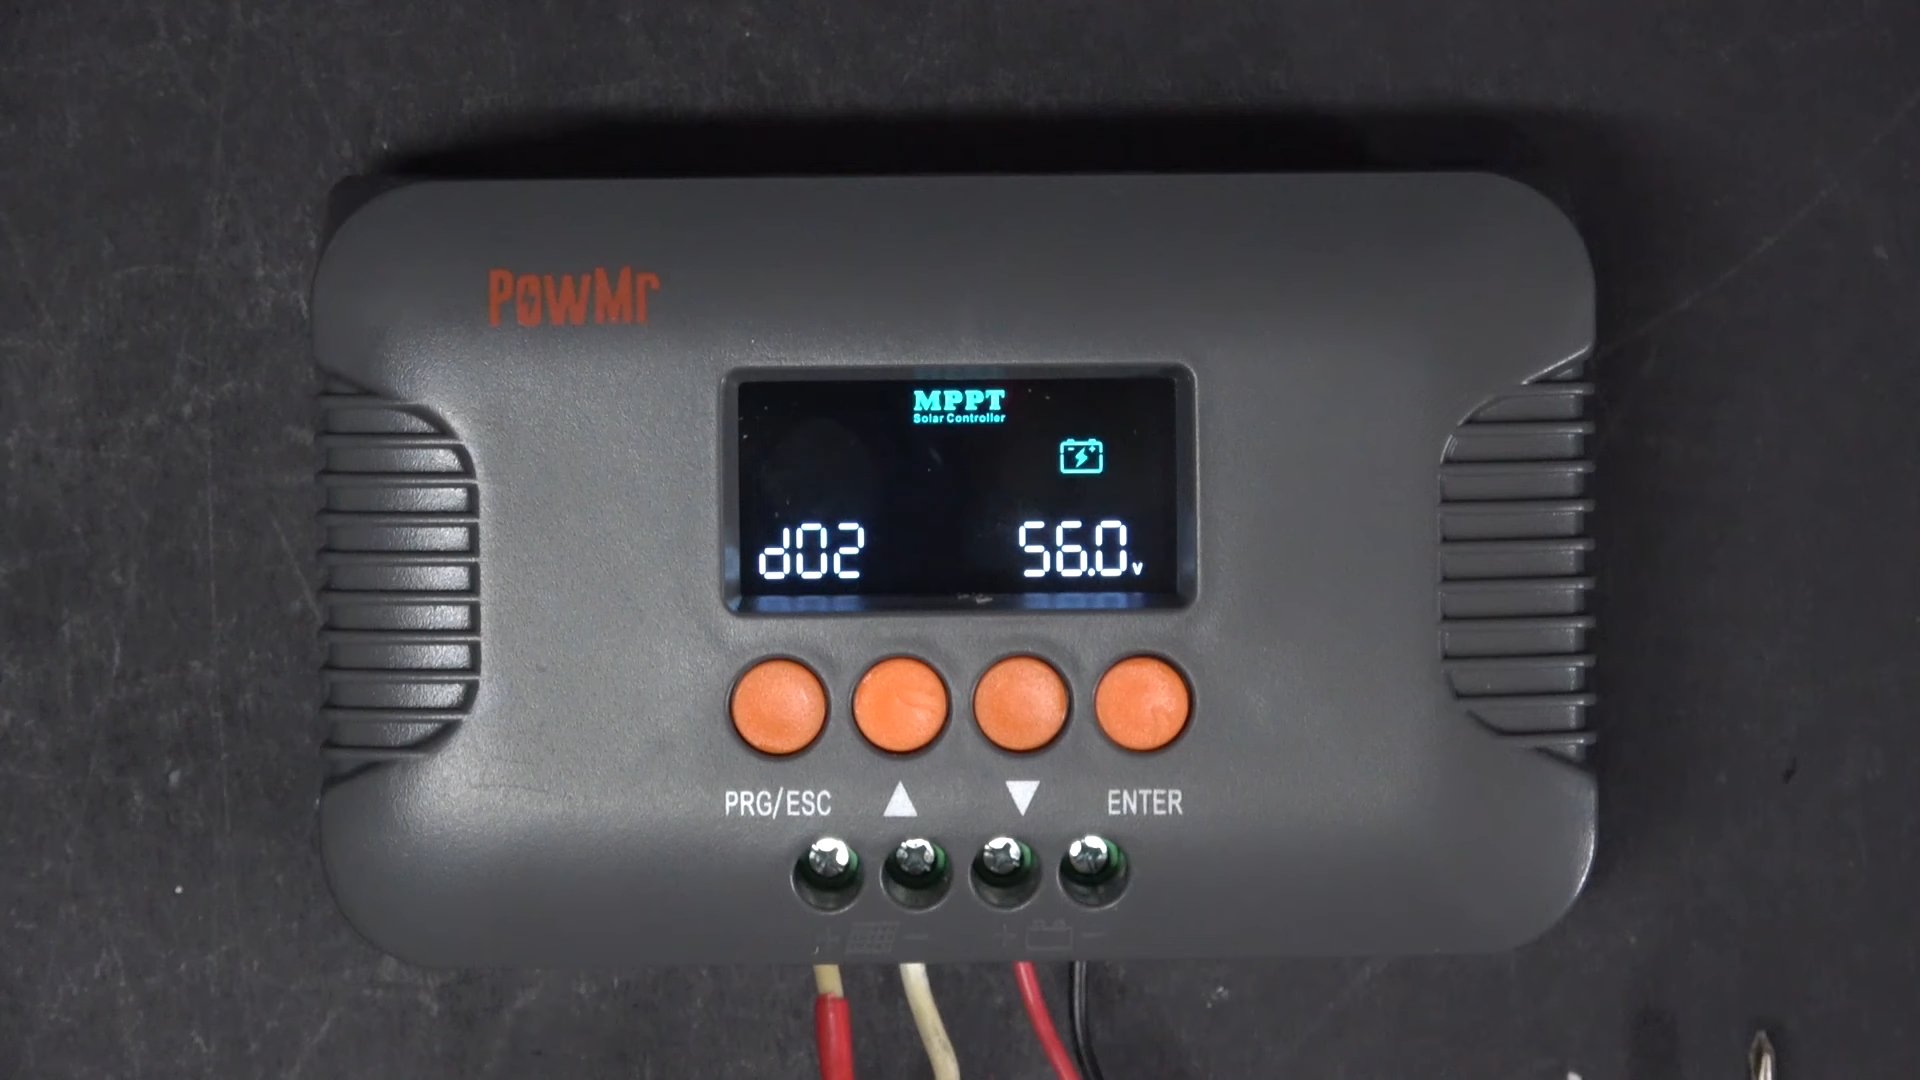 PowMr
MPPT
Solar Controller
d02 56.0v
PRG/ESC ▲ ▼ ENTER
+ - + -